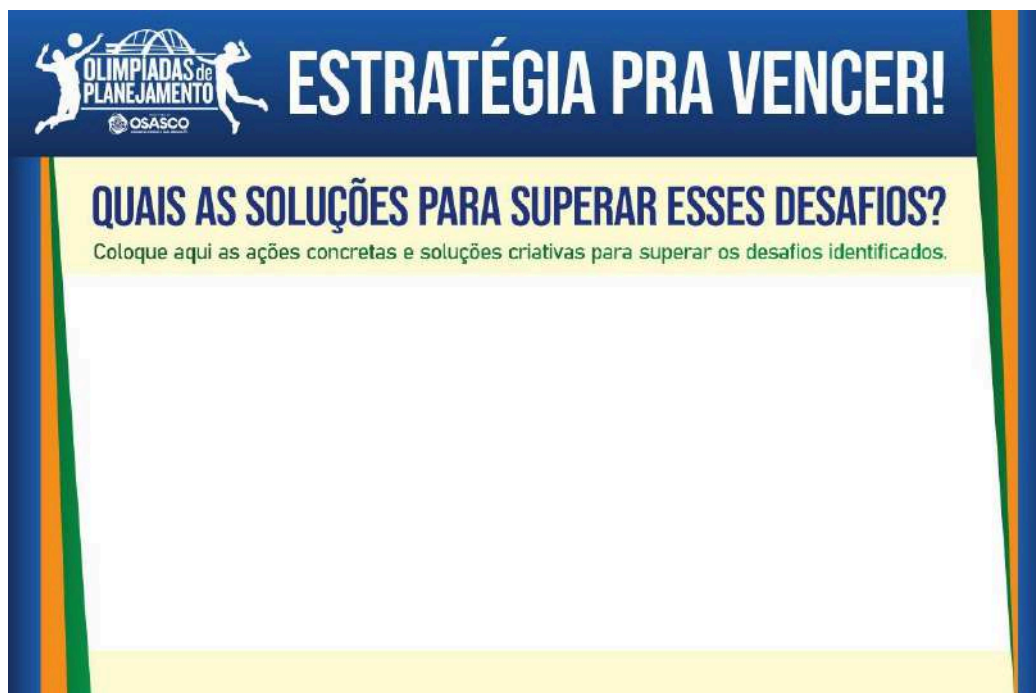 OLIMPÍADAS de
PLANEJAMENTO
OSASCO
ESTRATÉGIA PRA VENCER!
QUAIS AS SOLUÇÕES PARA SUPERAR ESSES DESAFIOS?
Coloque aqui as ações concretas e soluções criativas para superar os desafios identificados.